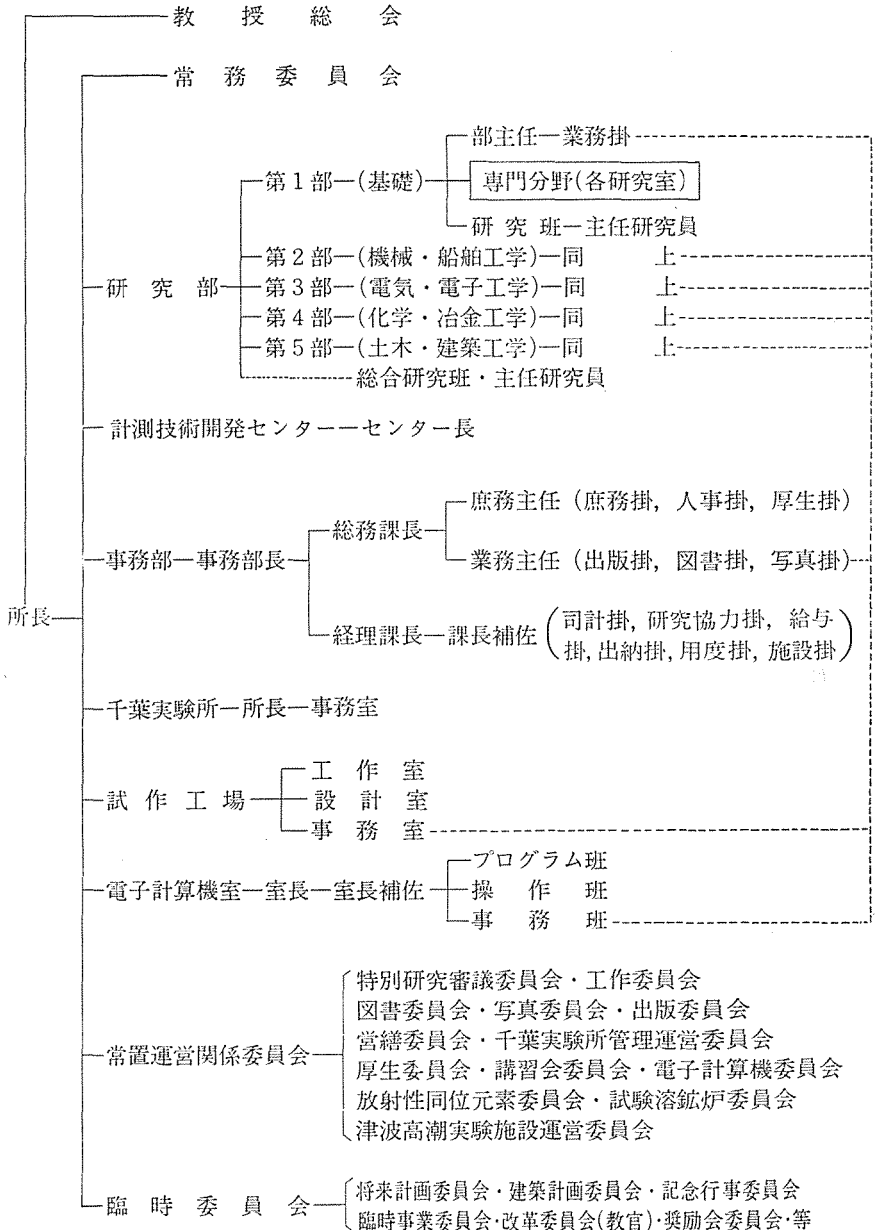 教授総会
常務委員会
部主任―業務掛
第1部―(基礎)―専門分野(各研究室)
研究班―主任研究員
第2部―(機械・船舶工学)―同上
研究部―第3部―(電気・電子工学)―同上
第4部―(化学・冶金工学)―同上
第5部―(土木・建築工学)―同上
総合研究班・主任研究員
計測技術開発センター―センター長
庶務主任(庶務掛,人事掛,厚生掛)
総務課長
事務部―事務部長―業務主任(出版掛,図書掛,写真掛)
所長
経理課長―課長補佐(司計掛,研究協力掛,給与
掛,出納掛,用度掛,施設掛)
千葉実験所―所長―事務室
工作室
試作工場―設計室
事務室
プログラム班
電子計算機室―室長―室長補佐―操作班
事務班
特別研究審議委員会・工作委員会
図書委員会・写真委員会・出版委員会
営繕委員会・千葉実験所管理運営委員会
常置運営関係委員会―厚生委員会・講習会委員会・電子計算機委員会
放射性同位元素委員会・試験溶鉱炉委員会
津波高潮実験施設運営委員会
将来計画委員会・建築計画委員会・記念行事委員会
臨時委員会―臨時事業委員会・改革委員会(教官)・奨励会委員会・等